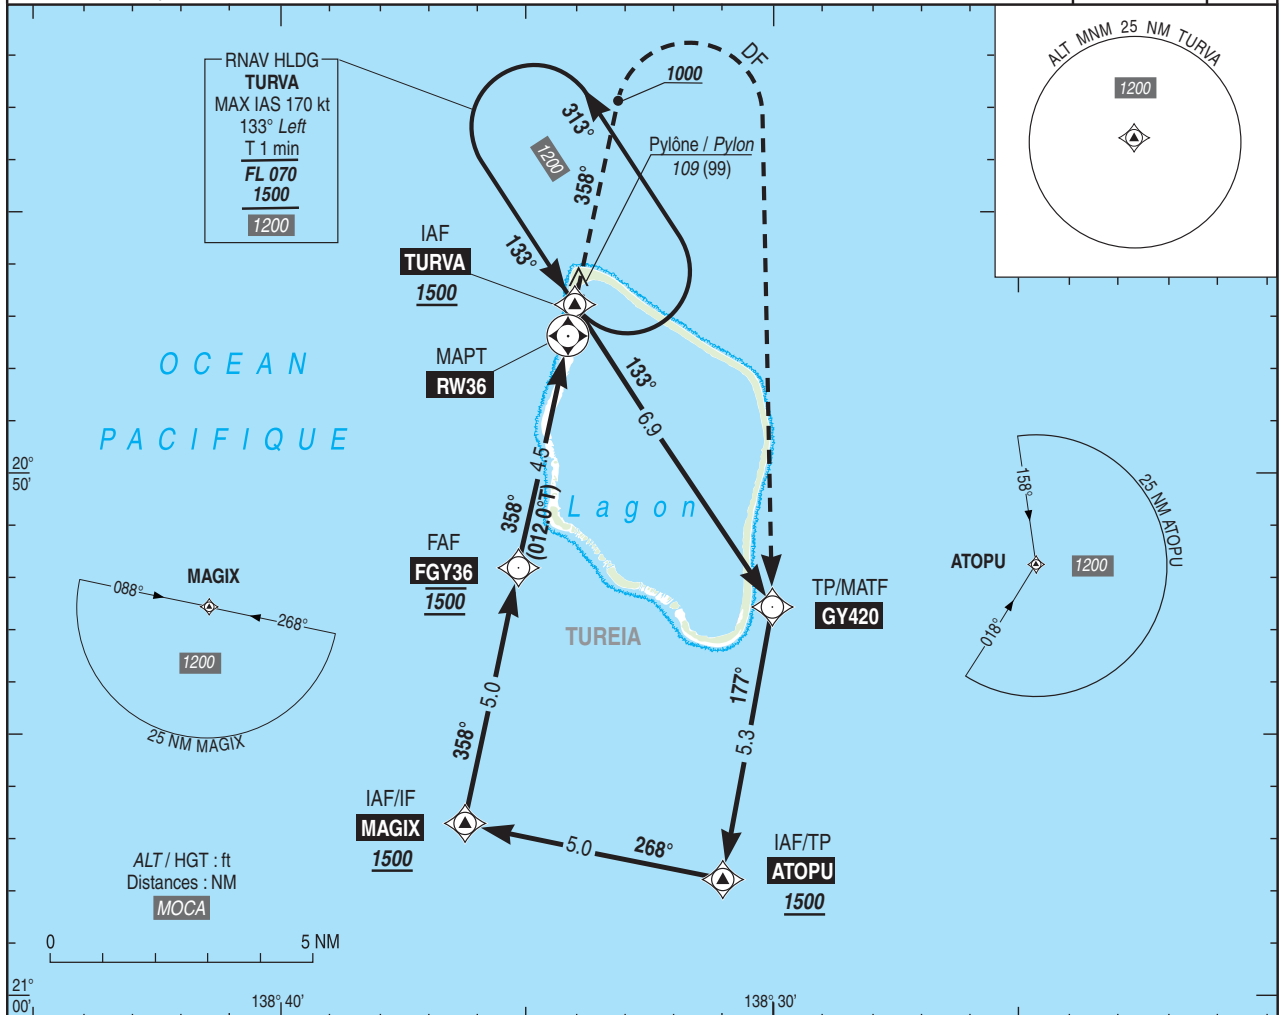 RNAV HLDG
TURVA
MAX IAS 170 kt
133° Left
T 1 min
FL 070
1500
1200
DF
1000
313°
1200
358°
Pylône / Pylon
109 (99)
ALT MNM 25 NM TURVA
1200
133°
IAF
TURVA
1500
MAPT
RW36
OCEAN
PACIFIQUE
133°
6.9
4.5
358°
(012.0°T)
Lagon
20°
50'
FAF
FGY36
1500
MAGIX
088°
268°
1200
25 NM MAGIX
TUREIA
TP/MATF
GY420
158°
25 NM ATOPU
ATOPU
1200
018°
177°
5.3
5.0
358°
IAF/IF
MAGIX
1500
5.0
268°
IAF/TP
ATOPU
1500
ALT / HGT : ft
Distances : NM
MOCA
0
5 NM
21°
00'
138° 40'
138° 30'